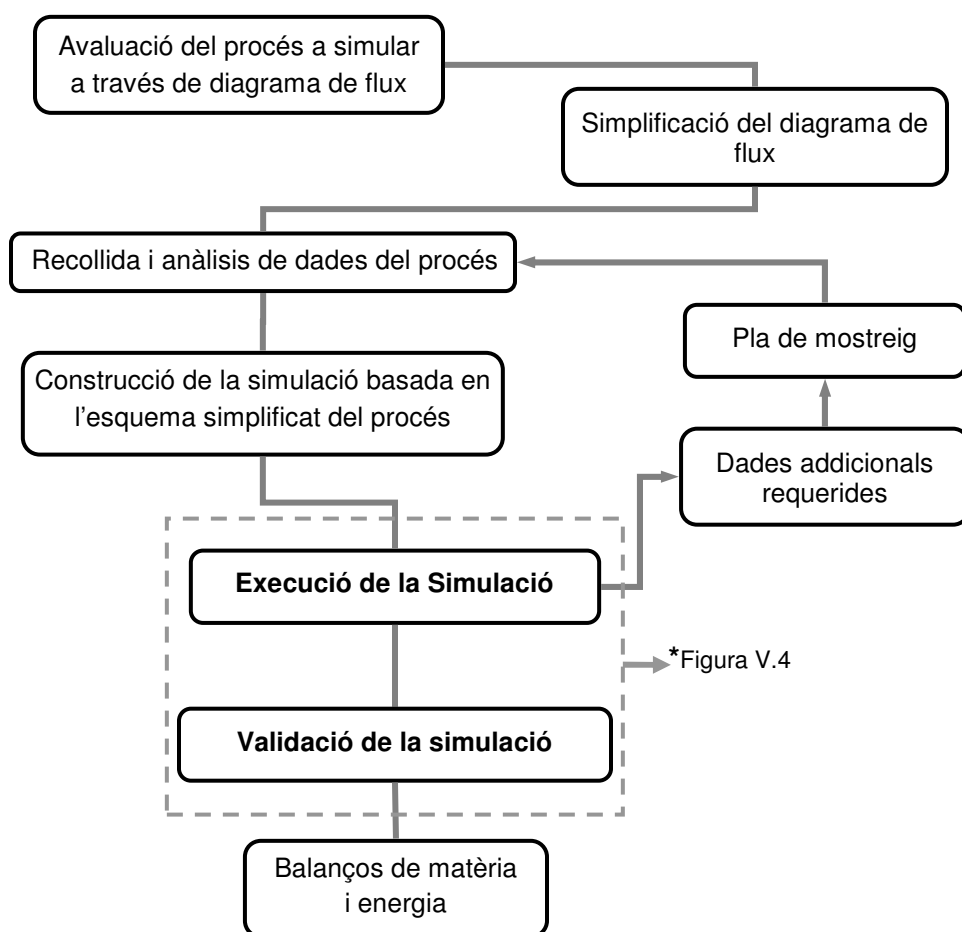 Avaluació del procés a simular
a través de diagrama de flux
Simplificació del diagrama de
flux
Recollida i anàlisis de dades del procés
Pla de mostreig
Construcció de la simulació basada en
l'esquema simplificat del procés
Dades addicionals
requerides
Execució de la Simulació
*Figura V.4
Validació de la simulació
Balanços de matèria
i energia